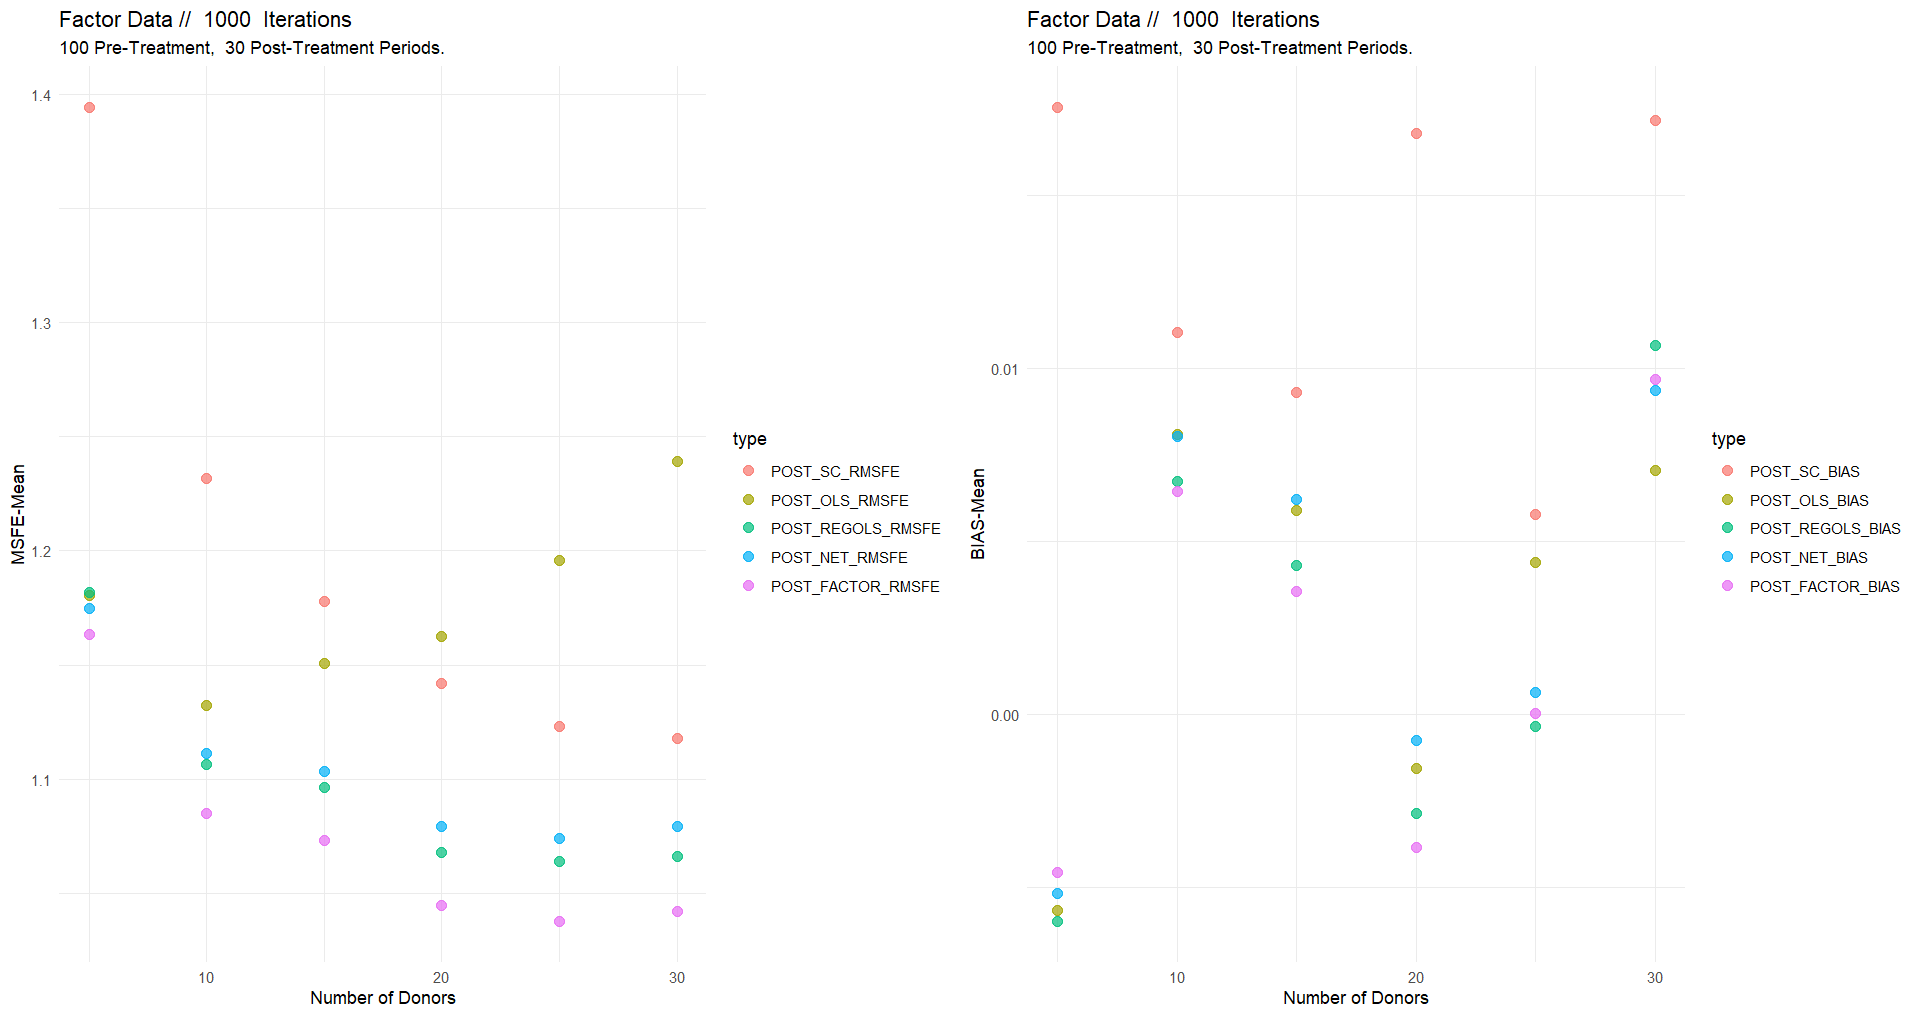 Factor Data //  1000  Iterations
100 Pre-Treatment,  30 Post-Treatment Periods.
1.4
1.3
1.2
1.1
MSFE-Mean
10
20
30
Number of Donors
type
POST_SC_RMSFE
POST_OLS_RMSFE
POST_REGOLS_RMSFE
POST_NET_RMSFE
POST_FACTOR_RMSFE
Factor Data //  1000  Iterations
100 Pre-Treatment,  30 Post-Treatment Periods.
0.01
0.00
BIAS-Mean
10
20
30
Number of Donors
type
POST_SC_BIAS
POST_OLS_BIAS
POST_REGOLS_BIAS
POST_NET_BIAS
POST_FACTOR_BIAS